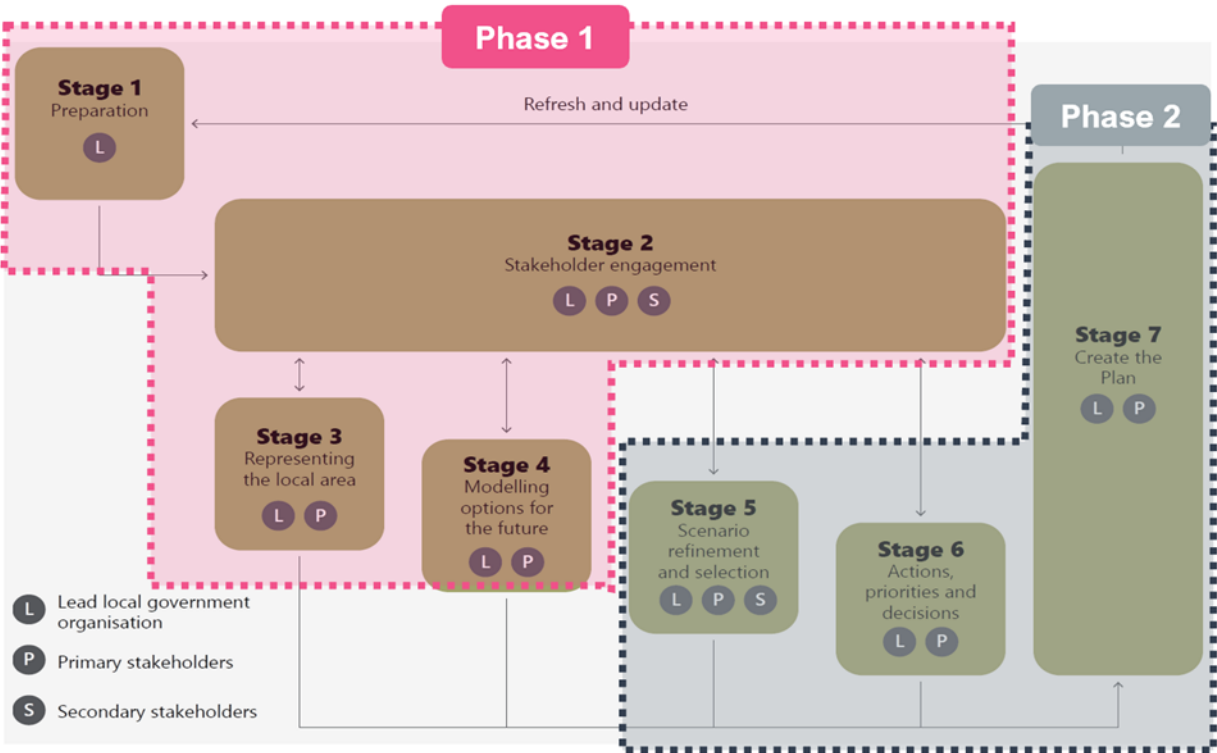 Phase 1
Stage 1
Preparation
L
Refresh and update
Phase 2
Stage 2
Stakeholder engagement
L P S
Stage 3
Representing
the local area
L P
Stage 4
Modelling
options for
the future
L P
Stage 5
Scenario
refinement
and selection
L P S
Stage 6
Actions,
priorities and
decisions
L P
Stage 7
Create the
Plan
L P
L Lead local government
organisation
P Primary stakeholders
S Secondary stakeholders